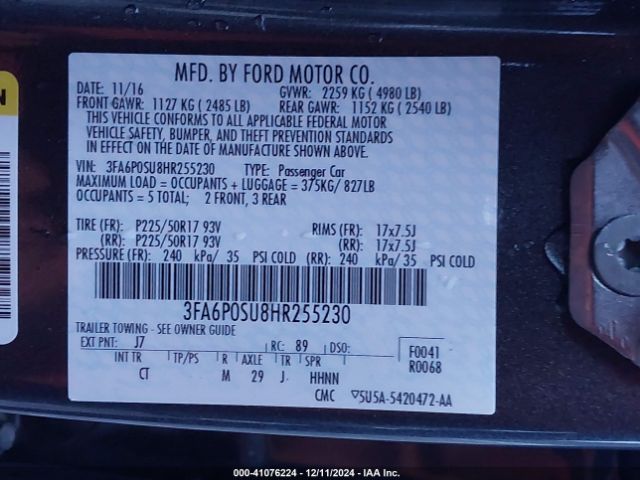 MFD. BY FORD MOTOR CO.
DATE: 11/16 GVWR: 2259 KG ( 4980 LB)
FRONT GAWR: 1127 KG ( 2485 LB) REAR GAWR: 1152 KG ( 2540 LB)
THIS VEHICLE CONFORMS TO ALL APPLICABLE FEDERAL MOTOR
VEHICLE SAFETY, BUMPER, AND THEFT PREVENTION STANDARDS
IN EFFECT ON THE DATE OF MANUFACTURE SHOWN ABOVE.
VIN: 3FA6P0SU8HR255230 TYPE: Passenger Car
MAXIMUM LOAD = OCCUPANTS + LUGGAGE = 375KG/ 827LB
OCCUPANTS = 5 TOTAL; 2 FRONT, 3 REAR
TIRE (FR): P225/50R17 93V RIMS (FR): 17x7.5J
(RR): P225/50R17 93V (RR): 17x7.5J
PRESSURE (FR): 240 kPa/ 35 PSI COLD (RR): 240 kPa/ 35 PSI COLD
3FA6P0SU8HR255230
TRAILER TOWING - SEE OWNER GUIDE
EXT PNT: J7 RC: 89 DSO: F0041
R0068
INT TR TP/PS R AXLE TR SPR
CT M 29 J HHNN
CMC ▽5U5A-5420472-AA
000-41076224 - 12/11/2024 - IAA Inc.